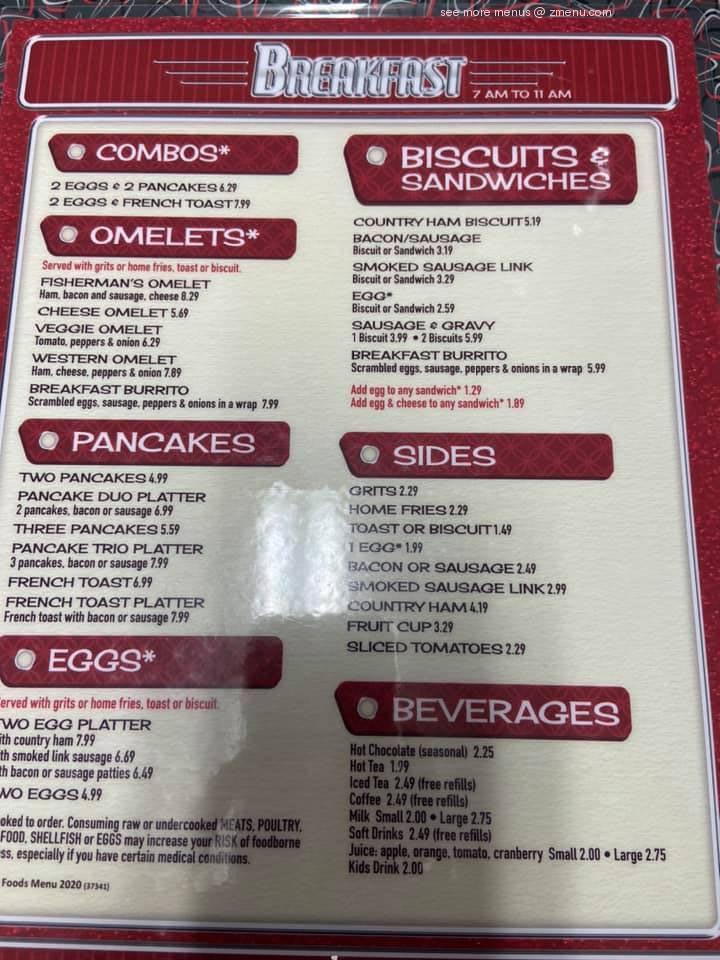 see more menus @ zmenu.com
BREAKFAST
7 AM TO 11 AM
COMBOS*
2 EGGS & 2 PANCAKES 6.29
2 EGGS & FRENCH TOAST 7.99
OMELETS*
Served with grits or home fries, toast or biscuit.
FISHERMAN'S OMELET
Ham, bacon and sausage, cheese 8.29
CHEESE OMELET 5.69
VEGGIE OMELET
Tomato, peppers & onion 6.29
WESTERN OMELET
Ham, cheese, peppers & onion 7.89
BREAKFAST BURRITO
Scrambled eggs, sausage, peppers & onions in a wrap 7.99
PANCAKES
TWO PANCAKES 4.99
PANCAKE DUO PLATTER
2 pancakes, bacon or sausage 6.99
THREE PANCAKES 5.59
PANCAKE TRIO PLATTER
3 pancakes, bacon or sausage 7.99
FRENCH TOAST 6.99
FRENCH TOAST PLATTER
French toast with bacon or sausage 7.99
EGGS*
erved with grits or home fries, toast or biscuit.
WO EGG PLATTER
ith country ham 7.99
th smoked link sausage 6.69
th bacon or sausage patties 6.49
WO EGGS 4.99
oked to order. Consuming raw or undercooked MEATS, POULTRY,
FOOD, SHELLFISH or EGGS may increase your RISK of foodborne
ss, especially if you have certain medical conditions.
Foods Menu 2020 (37341)
BISCUITS &
SANDWICHES
COUNTRY HAM BISCUIT 5.19
BACON/SAUSAGE
Biscuit or Sandwich 3.19
SMOKED SAUSAGE LINK
Biscuit or Sandwich 3.29
EGG*
Biscuit or Sandwich 2.59
SAUSAGE & GRAVY
1 Biscuit 3.99 • 2 Biscuits 5.99
BREAKFAST BURRITO
Scrambled eggs, sausage, peppers & onions in a wrap 5.99
Add egg to any sandwich* 1.29
Add egg & cheese to any sandwich* 1.89
SIDES
GRITS 2.29
HOME FRIES 2.29
TOAST OR BISCUIT 1.49
1 EGG* 1.99
BACON OR SAUSAGE 2.49
SMOKED SAUSAGE LINK 2.99
COUNTRY HAM 4.19
FRUIT CUP 3.29
SLICED TOMATOES 2.29
BEVERAGES
Hot Chocolate (seasonal) 2.25
Hot Tea 1.99
Iced Tea 2.49 (free refills)
Coffee 2.49 (free refills)
Milk Small 2.00 • Large 2.75
Soft Drinks 2.49 (free refills)
Juice: apple, orange, tomato, cranberry Small 2.00 • Large 2.75
Kids Drink 2.00